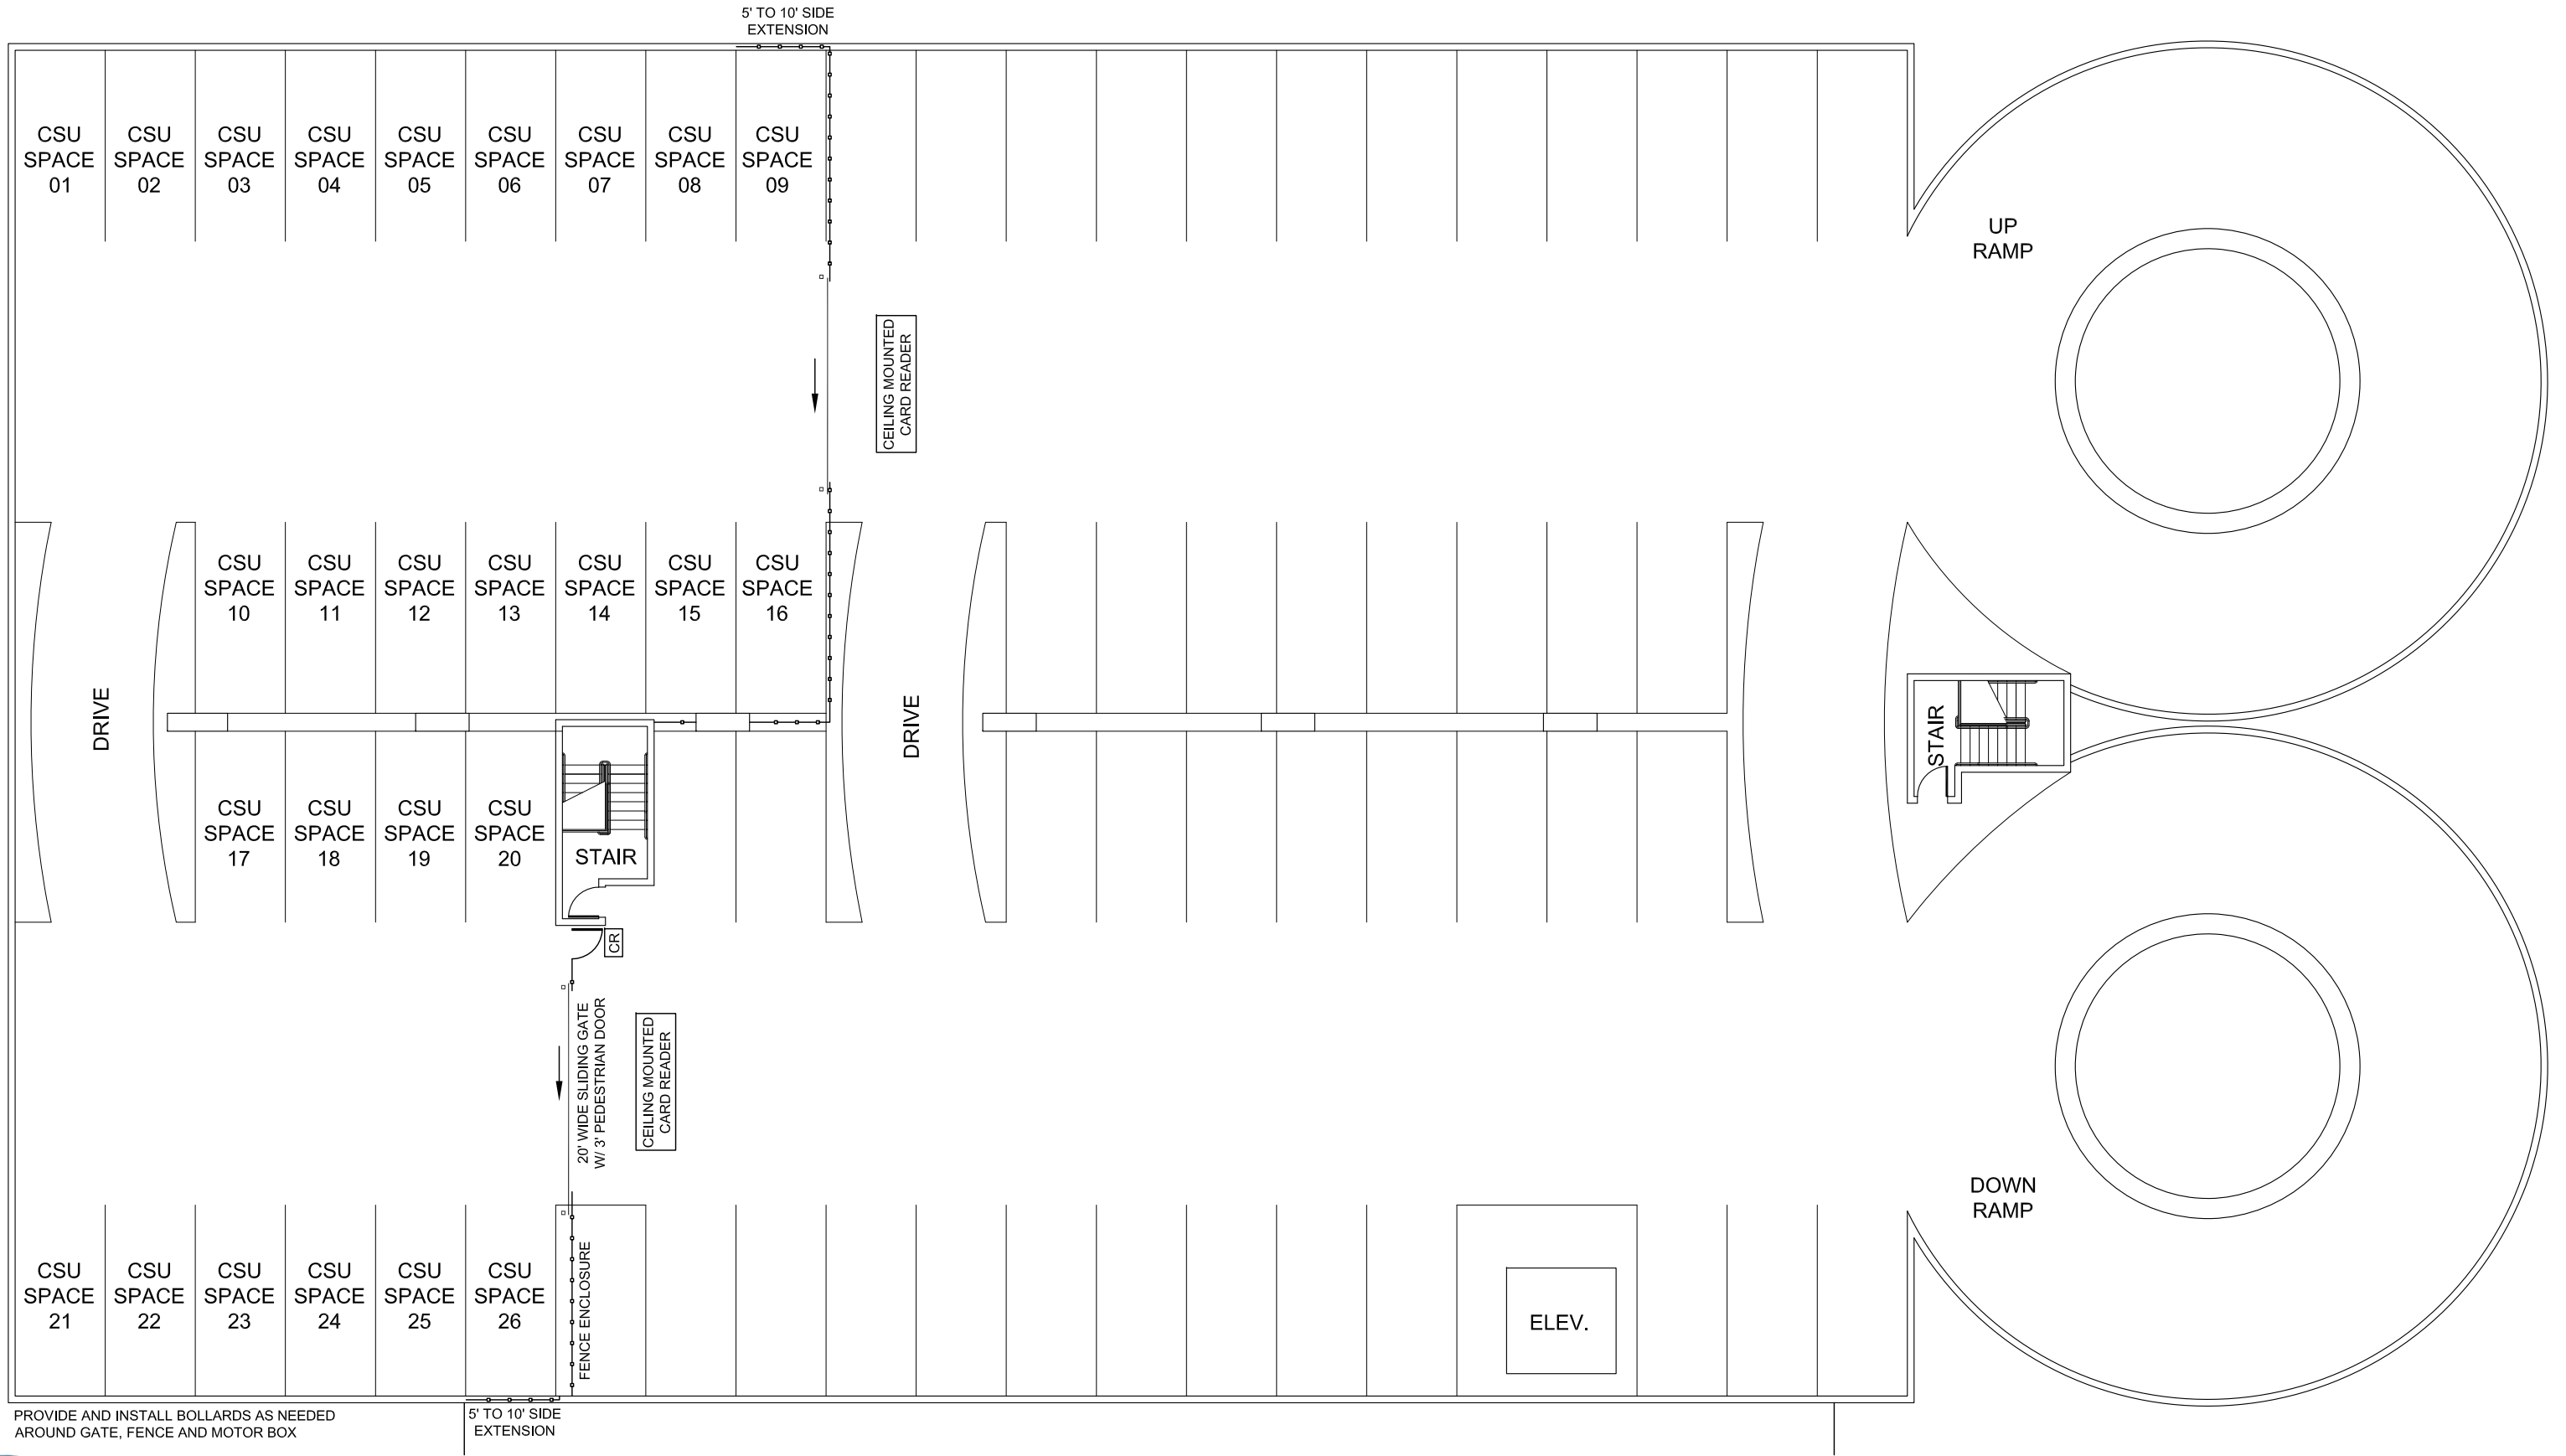 5' TO 10' SIDE
EXTENSION
CSU
SPACE
01
CSU
SPACE
02
CSU
SPACE
03
CSU
SPACE
04
CSU
SPACE
05
CSU
SPACE
06
CSU
SPACE
07
CSU
SPACE
08
CSU
SPACE
09
UP
RAMP
CEILING MOUNTED
CARD READER
CSU
SPACE
10
CSU
SPACE
11
CSU
SPACE
12
CSU
SPACE
13
CSU
SPACE
14
CSU
SPACE
15
CSU
SPACE
16
DRIVE
DRIVE
STAIR
CSU
SPACE
17
CSU
SPACE
18
CSU
SPACE
19
CSU
SPACE
20
STAIR
CR
20' WIDE SLIDING GATE
W/ 3' PEDESTRIAN DOOR
CEILING MOUNTED
CARD READER
DOWN
RAMP
CSU
SPACE
21
CSU
SPACE
22
CSU
SPACE
23
CSU
SPACE
24
CSU
SPACE
25
CSU
SPACE
26
FENCE ENCLOSURE
ELEV.
PROVIDE AND INSTALL BOLLARDS AS NEEDED
AROUND GATE, FENCE AND MOTOR BOX
5' TO 10' SIDE
EXTENSION